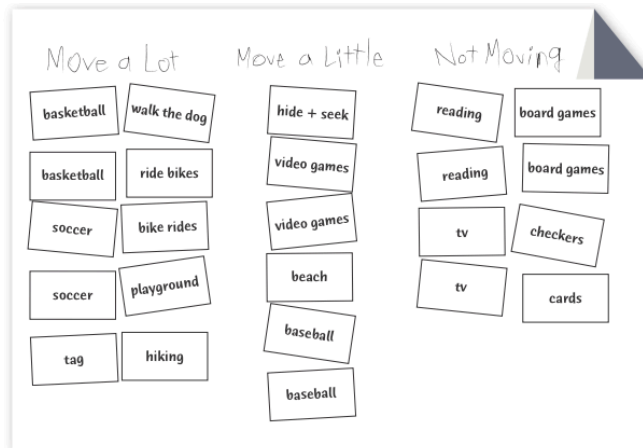 Move a Lot
basketball
walk the dog
basketball
ride bikes
soccer
bike rides
soccer
playground
tag
hiking
Move a Little
hide + seek
video games
video games
beach
baseball
baseball
Not Moving
reading
board games
reading
board games
tv
checkers
tv
cards